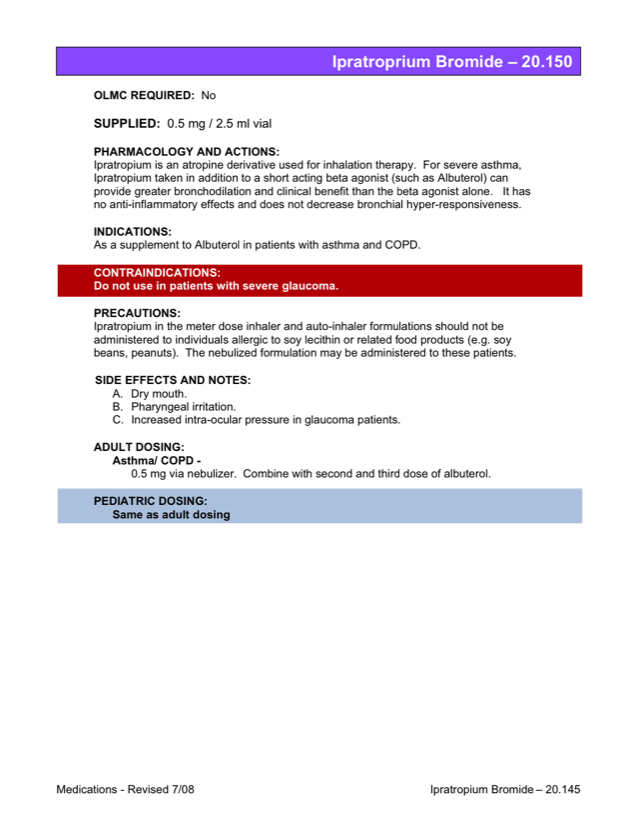 Ipratroprium Bromide – 20.150
OLMC REQUIRED: No
SUPPLIED: 0.5 mg / 2.5 ml vial
PHARMACOLOGY AND ACTIONS:
Ipratropium is an atropine derivative used for inhalation therapy. For severe asthma,
Ipratropium taken in addition to a short acting beta agonist (such as Albuterol) can
provide greater bronchodilation and clinical benefit than the beta agonist alone. It has
no anti-inflammatory effects and does not decrease bronchial hyper-responsiveness.
INDICATIONS:
As a supplement to Albuterol in patients with asthma and COPD.
CONTRAINDICATIONS:
Do not use in patients with severe glaucoma.
PRECAUTIONS:
Ipratropium in the meter dose inhaler and auto-inhaler formulations should not be
administered to individuals allergic to soy lecithin or related food products (e.g. soy
beans, peanuts). The nebulized formulation may be administered to these patients.
SIDE EFFECTS AND NOTES:
A. Dry mouth.
B. Pharyngeal irritation.
C. Increased intra-ocular pressure in glaucoma patients.
ADULT DOSING:
Asthma/ COPD -
0.5 mg via nebulizer. Combine with second and third dose of albuterol.
PEDIATRIC DOSING:
Same as adult dosing
Medications - Revised 7/08
Ipratropium Bromide – 20.145